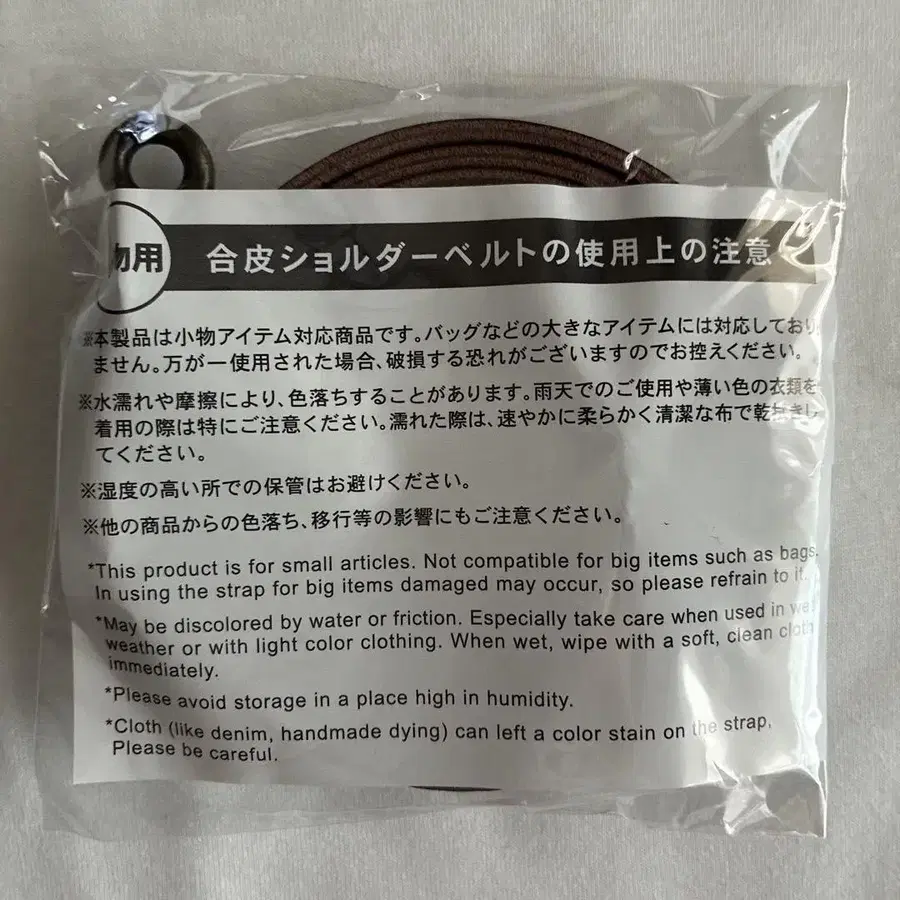 物用
合皮ショルダーベルトの使用上の注意
※本製品は小物アイテム対応商品です。バッグなどの大きなアイテムには対応しており
ません。万が一使用された場合、破損する恐れがございますのでお控えください。
※水濡れや摩擦により、色落ちすることがあります。雨天でのご使用や薄い色の衣類を
着用の際は特にご注意ください。濡れた際は、速やかに柔らかく清潔な布で乾拭きし
てください。
※湿度の高い所での保管はお避けください。
※他の商品からの色落ち、移行等の影響にもご注意ください。
*This product is for small articles. Not compatible for big items such as bags.
In using the strap for big items damaged may occur, so please refrain to it.
*May be discolored by water or friction. Especially take care when used in wet
weather or with light color clothing. When wet, wipe with a soft, clean cloth
immediately.
*Please avoid storage in a place high in humidity.
*Cloth (like denim, handmade dying) can left a color stain on the strap,
Please be careful.